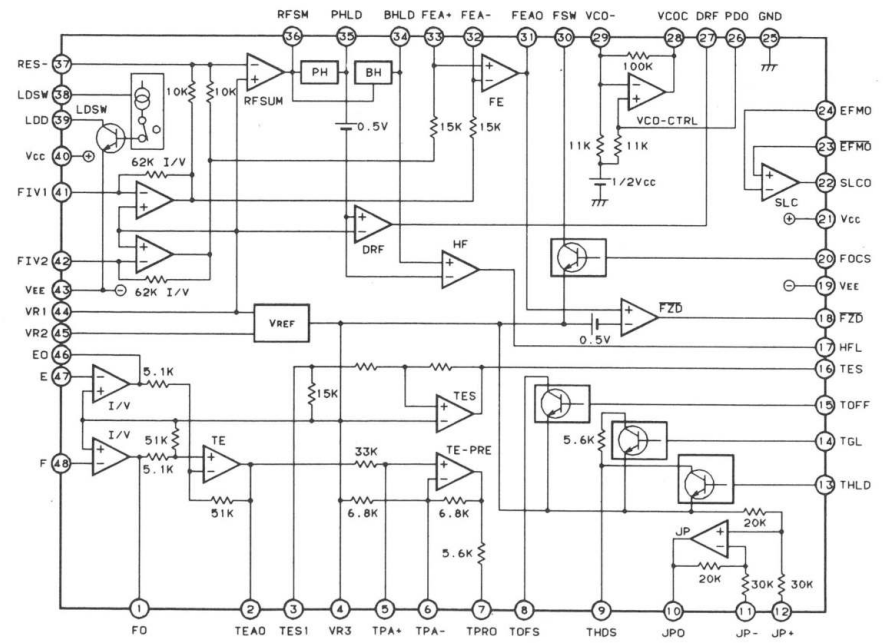 RFSM PHLD BHLD FEA+ FEA- FEAO FSW VCO- VCOC DRF PDO GND
36 35 34 33 32 31 30 29 28 27 26 25
RES- 37
LDSW 38
LDD 39
Vcc 40
FIV1 41
FIV2 42
VEE 43
VR1 44
VR2 45
EO 46
E 47
F 48
LDSW
10K 10K
RFSUM
PH
BH
0.5V
FE
15K 15K
100K
VCO-CTRL
11K 11K
1/2Vcc
62K I/V
62K I/V
DRF
HF
SLC
VREF
FZD
0.5V
5.1K
I/V
I/V
51K
5.1K
TE
51K
15K
TES
33K
TE-PRE
6.8K 6.8K
5.6K
5.6K
20K
JP
20K
30K 30K
24 EFMO
23 EFMO
22 SLCO
21 Vcc
20 FOCS
19 VEE
18 FZD
17 HFL
16 TES
15 TOFF
14 TGL
13 THLD
1 2 3 4 5 6 7 8 9 10 11 12
FO TEAO TES1 VR3 TPA+ TPA- TPRO TDFS THDS JPO JP- JP+